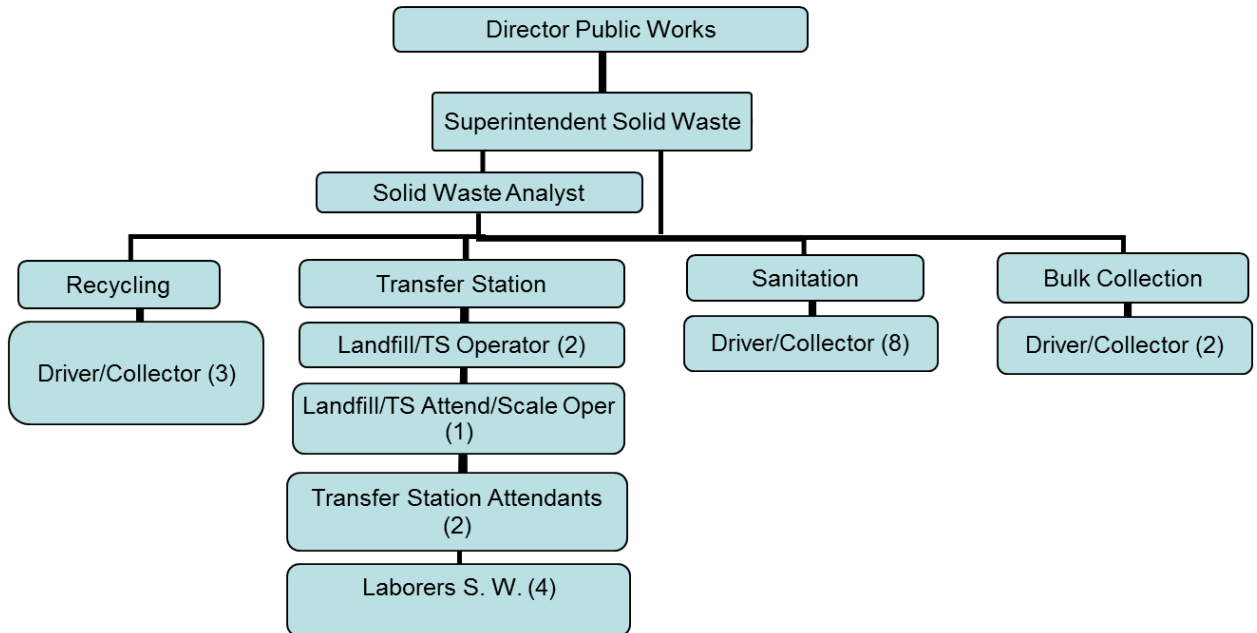 Director Public Works
Superintendent Solid Waste
Solid Waste Analyst
Recycling
Transfer Station
Sanitation
Bulk Collection
Driver/Collector (3)
Landfill/TS Operator (2)
Driver/Collector (8)
Driver/Collector (2)
Landfill/TS Attend/Scale Oper
(1)
Transfer Station Attendants
(2)
Laborers S. W. (4)